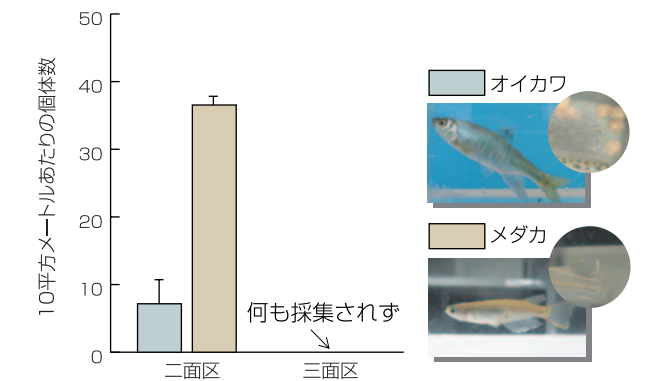 10平方メートルあたりの個体数
50
40
30
20
10
0
二面区
三面区
何も採集されず
オイカワ
メダカ